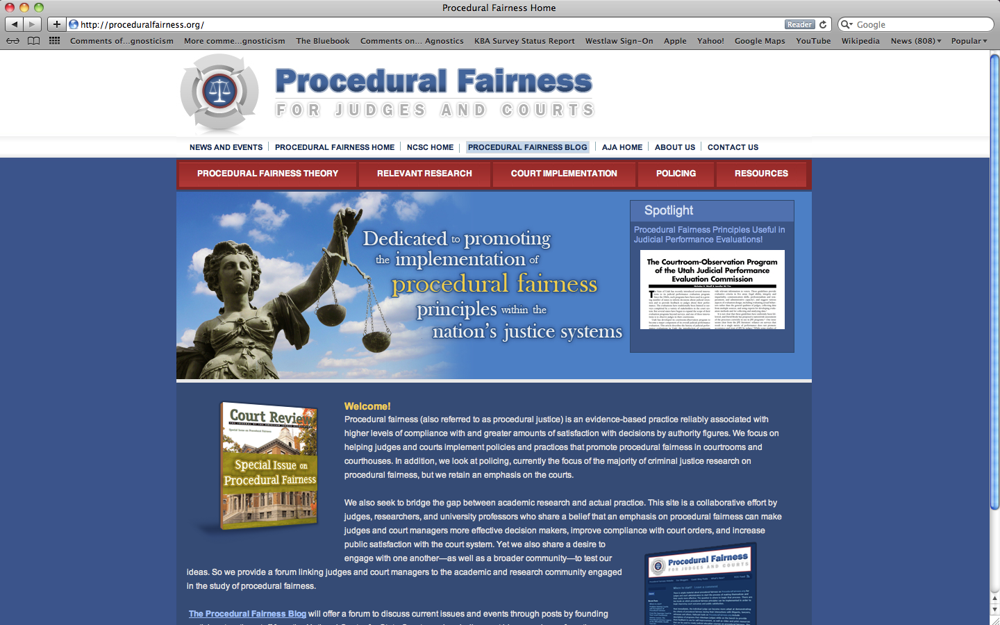 Procedural Fairness Home
http://proceduralfairness.org/
Reader
Google
Comments of...gnosticism More comme...gnosticism The Bluebook Comments on... Agnostics KBA Survey Status Report Westlaw Sign-On Apple Yahoo! Google Maps YouTube Wikipedia News (808) Popular
Procedural Fairness
FOR JUDGES AND COURTS
NEWS AND EVENTS PROCEDURAL FAIRNESS HOME NCSC HOME PROCEDURAL FAIRNESS BLOG AJA HOME ABOUT US CONTACT US
PROCEDURAL FAIRNESS THEORY RELEVANT RESEARCH COURT IMPLEMENTATION POLICING RESOURCES
Dedicated to promoting
the implementation of
procedural fairness
principles within the
nation's justice systems
Spotlight
Procedural Fairness Principles Useful in
Judicial Performance Evaluations!
The Courtroom-Observation Program
of the Utah Judicial Performance
Evaluation Commission
Court Review
Special Issue on Procedural Fairness
Special Issue on
Procedural Fairness
Welcome!
Procedural fairness (also referred to as procedural justice) is an evidence-based practice reliably associated with
higher levels of compliance with and greater amounts of satisfaction with decisions by authority figures. We focus on
helping judges and courts implement policies and practices that promote procedural fairness in courtrooms and
courthouses. In addition, we look at policing, currently the focus of the majority of criminal justice research on
procedural fairness, but we retain an emphasis on the courts.
We also seek to bridge the gap between academic research and actual practice. This site is a collaborative effort by
judges, researchers, and university professors who share a belief that an emphasis on procedural fairness can make
judges and court managers more effective decision makers, improve compliance with court orders, and increase
public satisfaction with the court system. Yet we also share a desire to
engage with one another—as well as a broader community—to test our
ideas. So we provide a forum linking judges and court managers to the academic and research community engaged
in the study of procedural fairness.
Procedural Fairness
FOR JUDGES AND COURTS
The Procedural Fairness Blog will offer a forum to discuss current issues and events through posts by founding